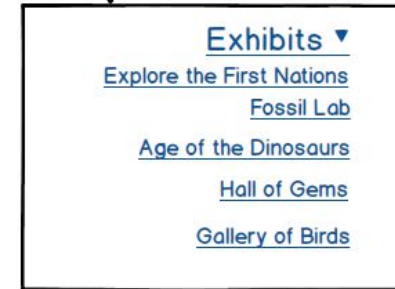 Exhibits ▼
Explore the First Nations
Fossil Lab
Age of the Dinosaurs
Hall of Gems
Gallery of Birds